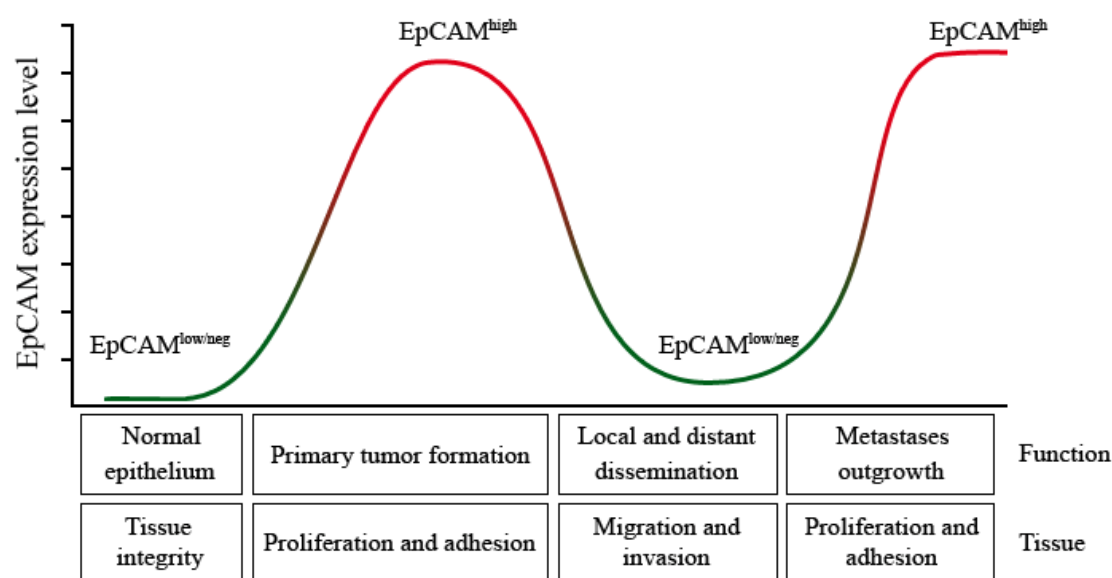 EpCAM expression level
EpCAMhigh
EpCAMhigh
EpCAMlow/neg
EpCAMlow/neg
Normal
epithelium
Primary tumor formation
Local and distant
dissemination
Metastases
outgrowth
Function
Tissue
integrity
Proliferation and adhesion
Migration and
invasion
Proliferation and
adhesion
Tissue